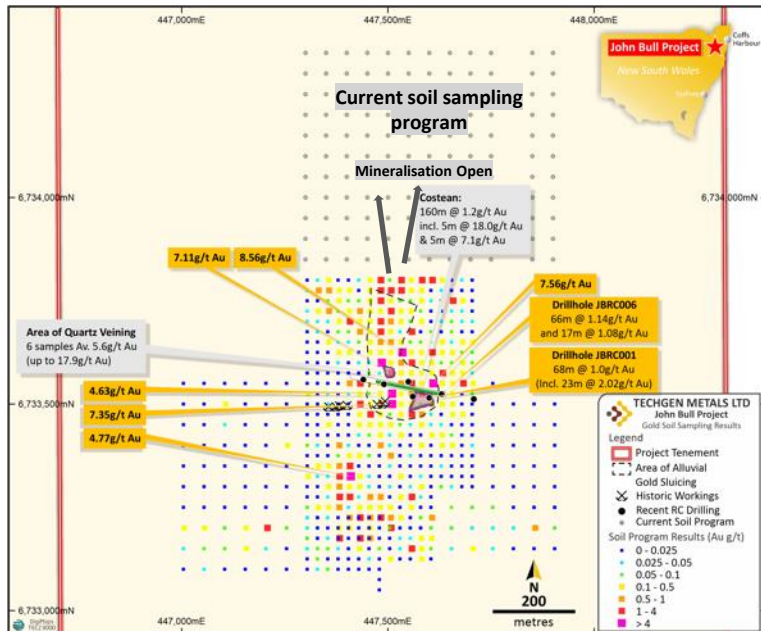 447,000mE
447,500mE
448,000mE
Coffs
Harbour
John Bull Project
New South Wales
Sydney
Current soil sampling
program
Mineralisation Open
6,734,000mN
6,734,000mN
Costean:
160m @ 1.2g/t Au
incl. 5m @ 18.0g/t Au
& 5m @ 7.1g/t Au
7.11g/t Au
8.56g/t Au
7.56g/t Au
Drillhole JBRC006
66m @ 1.14g/t Au
and 17m @ 1.08g/t Au
Area of Quartz Veining
6 samples Av. 5.6g/t Au
(up to 17.9g/t Au)
Drillhole JBRC001
68m @ 1.0g/t Au
(Incl. 23m @ 2.02g/t Au)
4.63g/t Au
7.35g/t Au
4.77g/t Au
6,733,500mN
TECHGEN METALS LTD
John Bull Project
Gold Soil Sampling Results
Legend
Project Tenement
Area of Alluvial
Gold Sluicing
Historic Workings
Recent RC Drilling
Current Soil Program
Soil Program Results (Au g/t)
0 - 0.025
0.025 - 0.05
0.05 - 0.1
0.1 - 0.5
0.5 - 1
1 - 4
> 4
N
200
metres
6,733,000mN
DigMaps
447,000mE
447,500mE